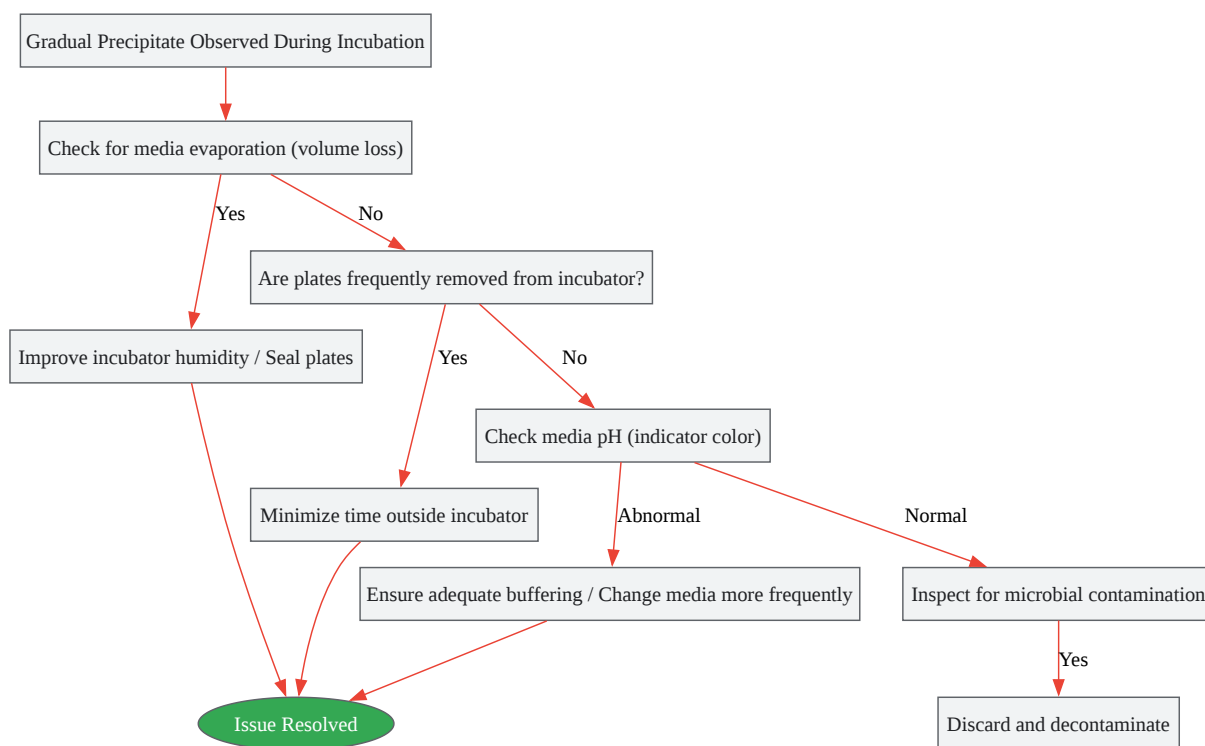 Gradual Precipitate Observed During Incubation
Check for media evaporation (volume loss)
Yes
No
Are plates frequently removed from incubator?
Improve incubator humidity / Seal plates
Yes
No
Check media pH (indicator color)
Minimize time outside incubator
Abnormal
Normal
Ensure adequate buffering / Change media more frequently
Inspect for microbial contamination
Yes
Issue Resolved
Discard and decontaminate